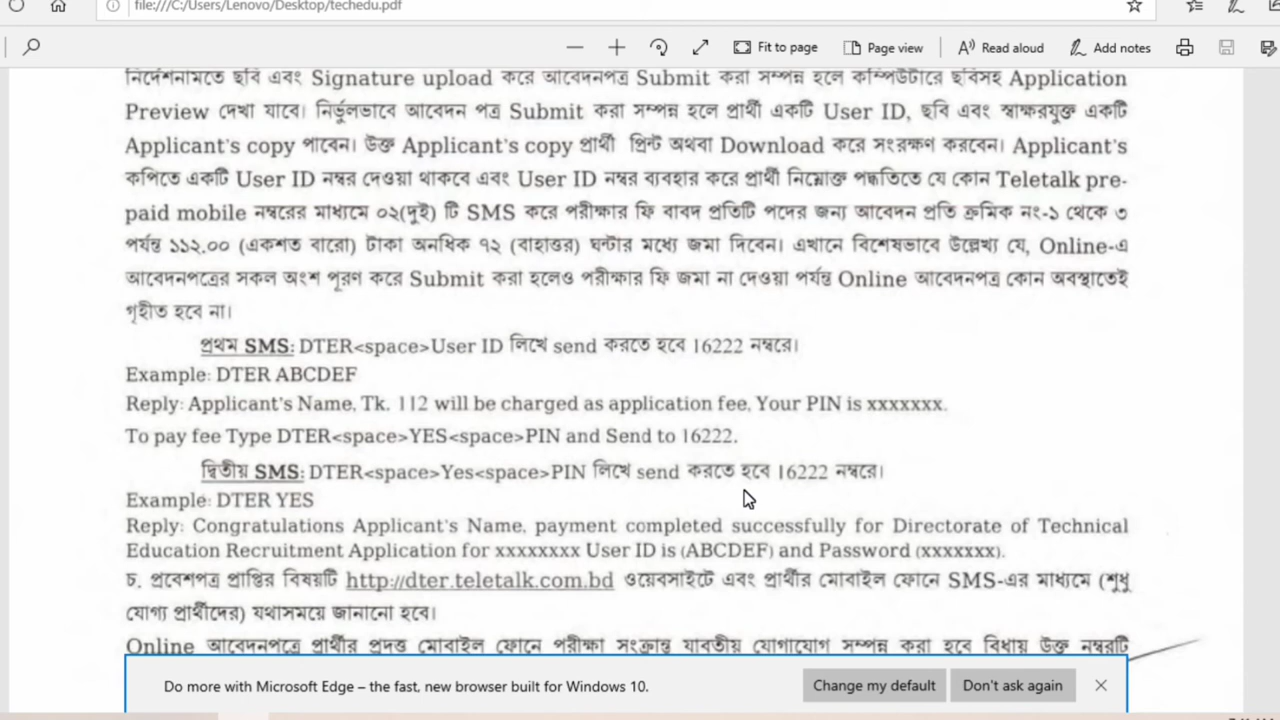 file:///C:/Users/Lenovo/Desktop/techedu.pdf
Fit to page Page view Read aloud Add notes
নির্দেশনামতে ছবি এবং Signature upload করে আবেদনপত্র Submit করা সম্পন্ন হলে কম্পিউটারে ছবিসহ Application
Preview দেখা যাবে। নির্ভুলভাবে আবেদন পত্র Submit করা সম্পন্ন হলে প্রার্থী একটি User ID, ছবি এবং স্বাক্ষরযুক্ত একটি
Applicant's copy পাবেন। উক্ত Applicant's copy প্রার্থী প্রিন্ট অথবা Download করে সংরক্ষণ করবেন। Applicant's
কপিতে একটি User ID নম্বর দেওয়া থাকবে এবং User ID নম্বর ব্যবহার করে প্রার্থী নিম্নোক্ত পদ্ধতিতে যে কোন Teletalk pre-
paid mobile নম্বরের মাধ্যমে ০২(দুই) টি SMS করে পরীক্ষার ফি বাবদ প্রতিটি পদের জন্য আবেদন প্রতি ক্রমিক নং-১ থেকে ৩
পর্যন্ত ১১২.০০ (একশত বারো) টাকা অনধিক ৭২ (বাহাত্তর) ঘন্টার মধ্যে জমা দিবেন। এখানে বিশেষভাবে উল্লেখ্য যে, Online-এ
আবেদনপত্রের সকল অংশ পূরণ করে Submit করা হলেও পরীক্ষার ফি জমা না দেওয়া পর্যন্ত Online আবেদনপত্র কোন অবস্থাতেই
গৃহীত হবে না।
প্রথম SMS: DTER<space>User ID লিখে send করতে হবে 16222 নম্বরে।
Example: DTER ABCDEF
Reply: Applicant's Name, Tk. 112 will be charged as application fee, Your PIN is xxxxxxx.
To pay fee Type DTER<space>YES<space>PIN and Send to 16222.
দ্বিতীয় SMS: DTER<space>Yes<space>PIN লিখে send করতে হবে 16222 নম্বরে।
Example: DTER YES
Reply: Congratulations Applicant's Name, payment completed successfully for Directorate of Technical
Education Recruitment Application for xxxxxxxx User ID is (ABCDEF) and Password (xxxxxxx).
চ. প্রবেশপত্র প্রাপ্তির বিষয়টি http://dter.teletalk.com.bd ওয়েবসাইটে এবং প্রার্থীর মোবাইল ফোনে SMS-এর মাধ্যমে (শুধু
যোগ্য প্রার্থীদের) যথাসময়ে জানানো হবে।
Online আবেদনপত্রে প্রার্থীর প্রদত্ত মোবাইল ফোনে পরীক্ষা সংক্রান্ত যাবতীয় যোগাযোগ সম্পন্ন করা হবে বিধায় উক্ত নম্বরটি
Do more with Microsoft Edge – the fast, new browser built for Windows 10. Change my default Don't ask again